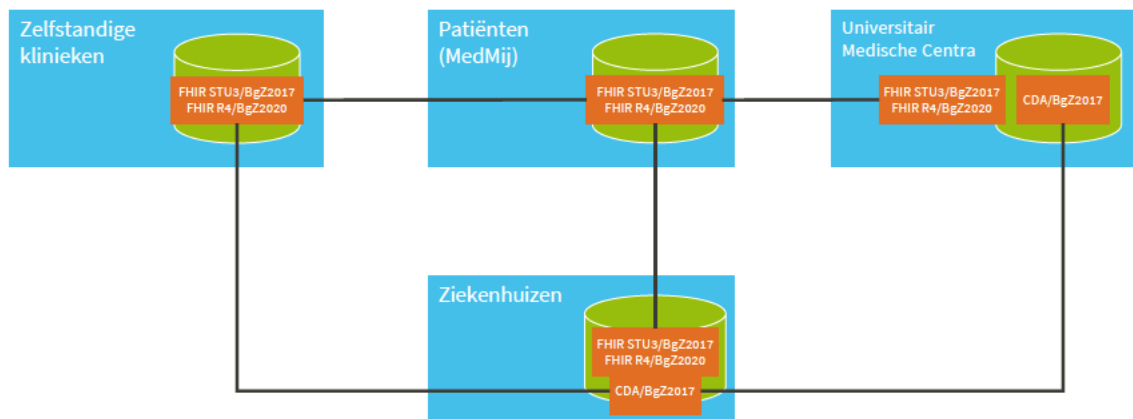 Zelfstandige
klinieken
FHIR STU3/BgZ2017
FHIR R4/BgZ2020
Patiënten
(MedMij)
FHIR STU3/BgZ2017
FHIR R4/BgZ2020
Universitair
Medische Centra
FHIR STU3/BgZ2017
FHIR R4/BgZ2020
CDA/BgZ2017
Ziekenhuizen
FHIR STU3/BgZ2017
FHIR R4/BgZ2020
CDA/BgZ2017